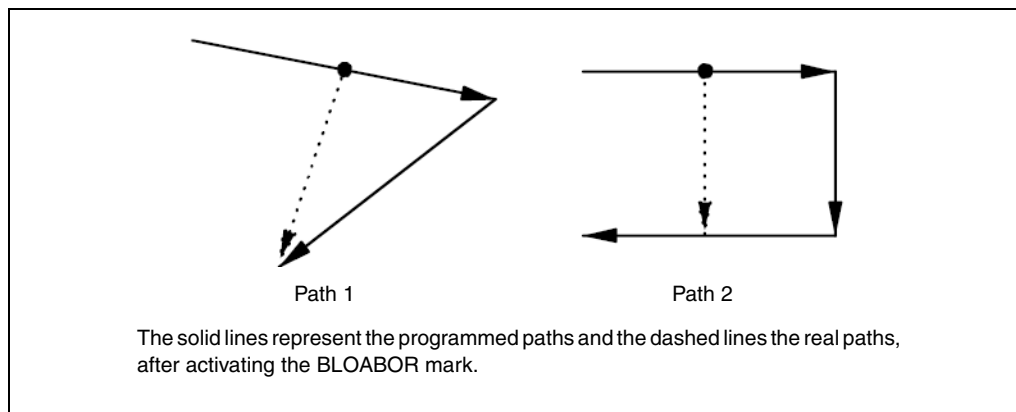 Path 1
Path 2
The solid lines represent the programmed paths and the dashed lines the real paths,
after activating the BLOABOR mark.